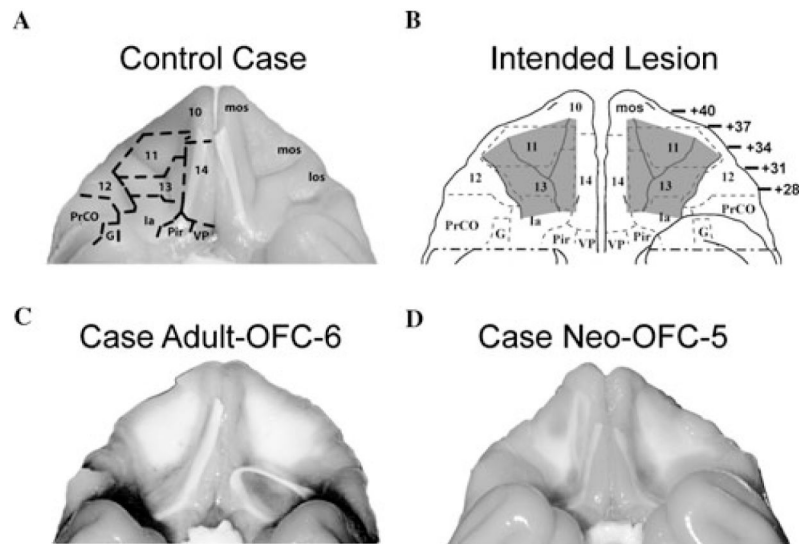 A
Control Case
10
mos
11
14
mos
12
13
los
PrCO
Ia
G
Pir
VP
B
Intended Lesion
10
mos
+40
+37
11
11
+34
12
12
+31
13
14
14
13
+28
PrCO
Ia
Ia
PrCO
G
Pir
VP
VP
Pir
G
C
Case Adult-OFC-6
D
Case Neo-OFC-5